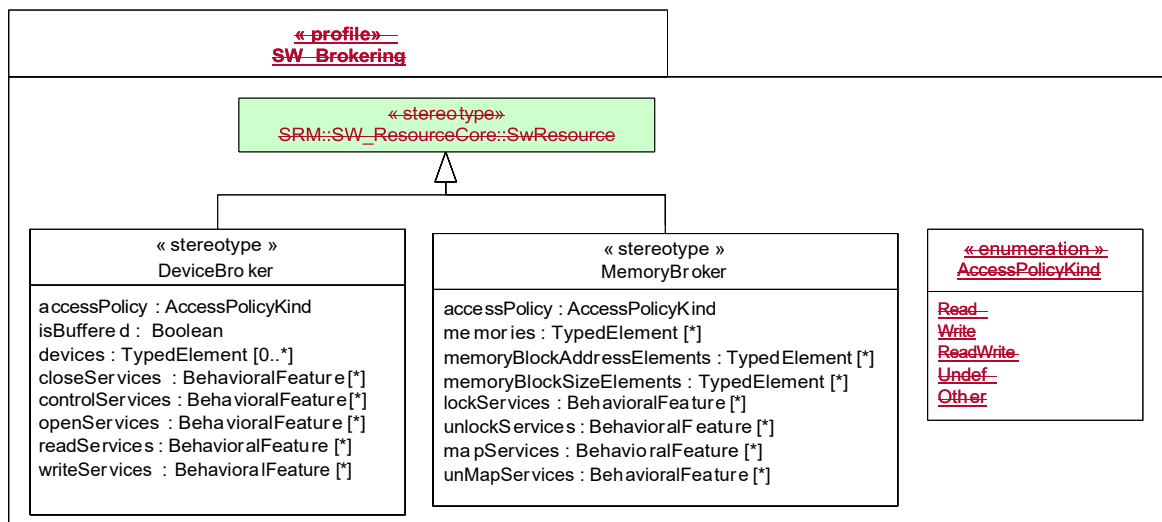 « profile»
SW_Brokering
« stereotype»
SRM::SW_ResourceCore::SwResource
« stereotype »
DeviceBroker
accessPolicy : AccessPolicyKind
isBuffered : Boolean
devices : TypedElement [0..*]
closeServices : BehavioralFeature [*]
controlServices : BehavioralFeature [*]
openServices : BehavioralFeature [*]
readServices : BehavioralFeature [*]
writeServices : BehavioralFeature [*]
« stereotype »
MemoryBroker
accessPolicy : AccessPolicyKind
memories : TypedElement [*]
memoryBlockAddressElements : TypedElement [*]
memoryBlockSizeElements : TypedElement [*]
lockServices : BehavioralFeature [*]
unlockServices : BehavioralFeature [*]
mapServices : BehavioralFeature [*]
unMapServices : BehavioralFeature [*]
« enumeration »
AccessPolicyKind
Read
Write
ReadWrite
Undef
Other